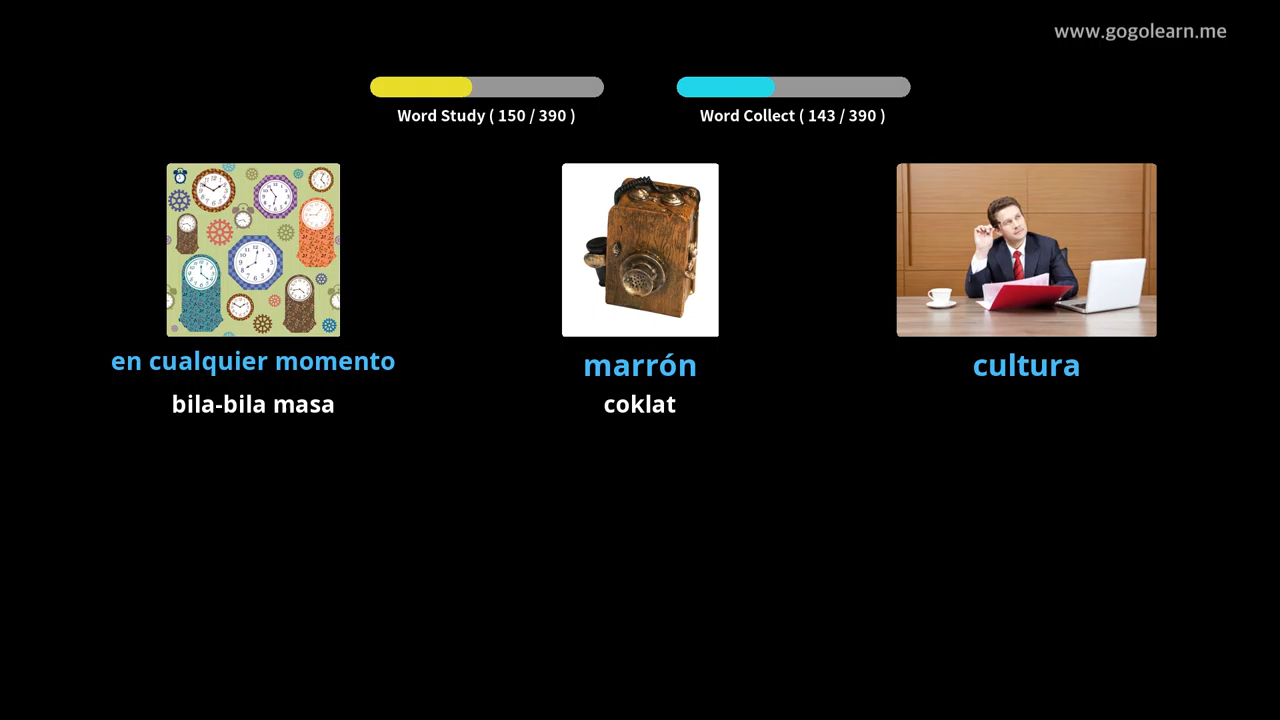 www.gogolearn.me
Word Study ( 150 / 390 )
Word Collect ( 143 / 390 )
en cualquier momento
bila-bila masa
marrón
coklat
cultura